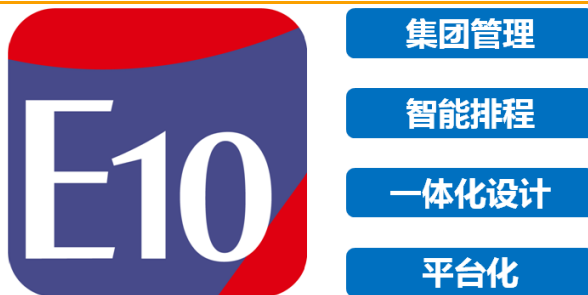 E10
集团管理
智能排程
一体化设计
平台化